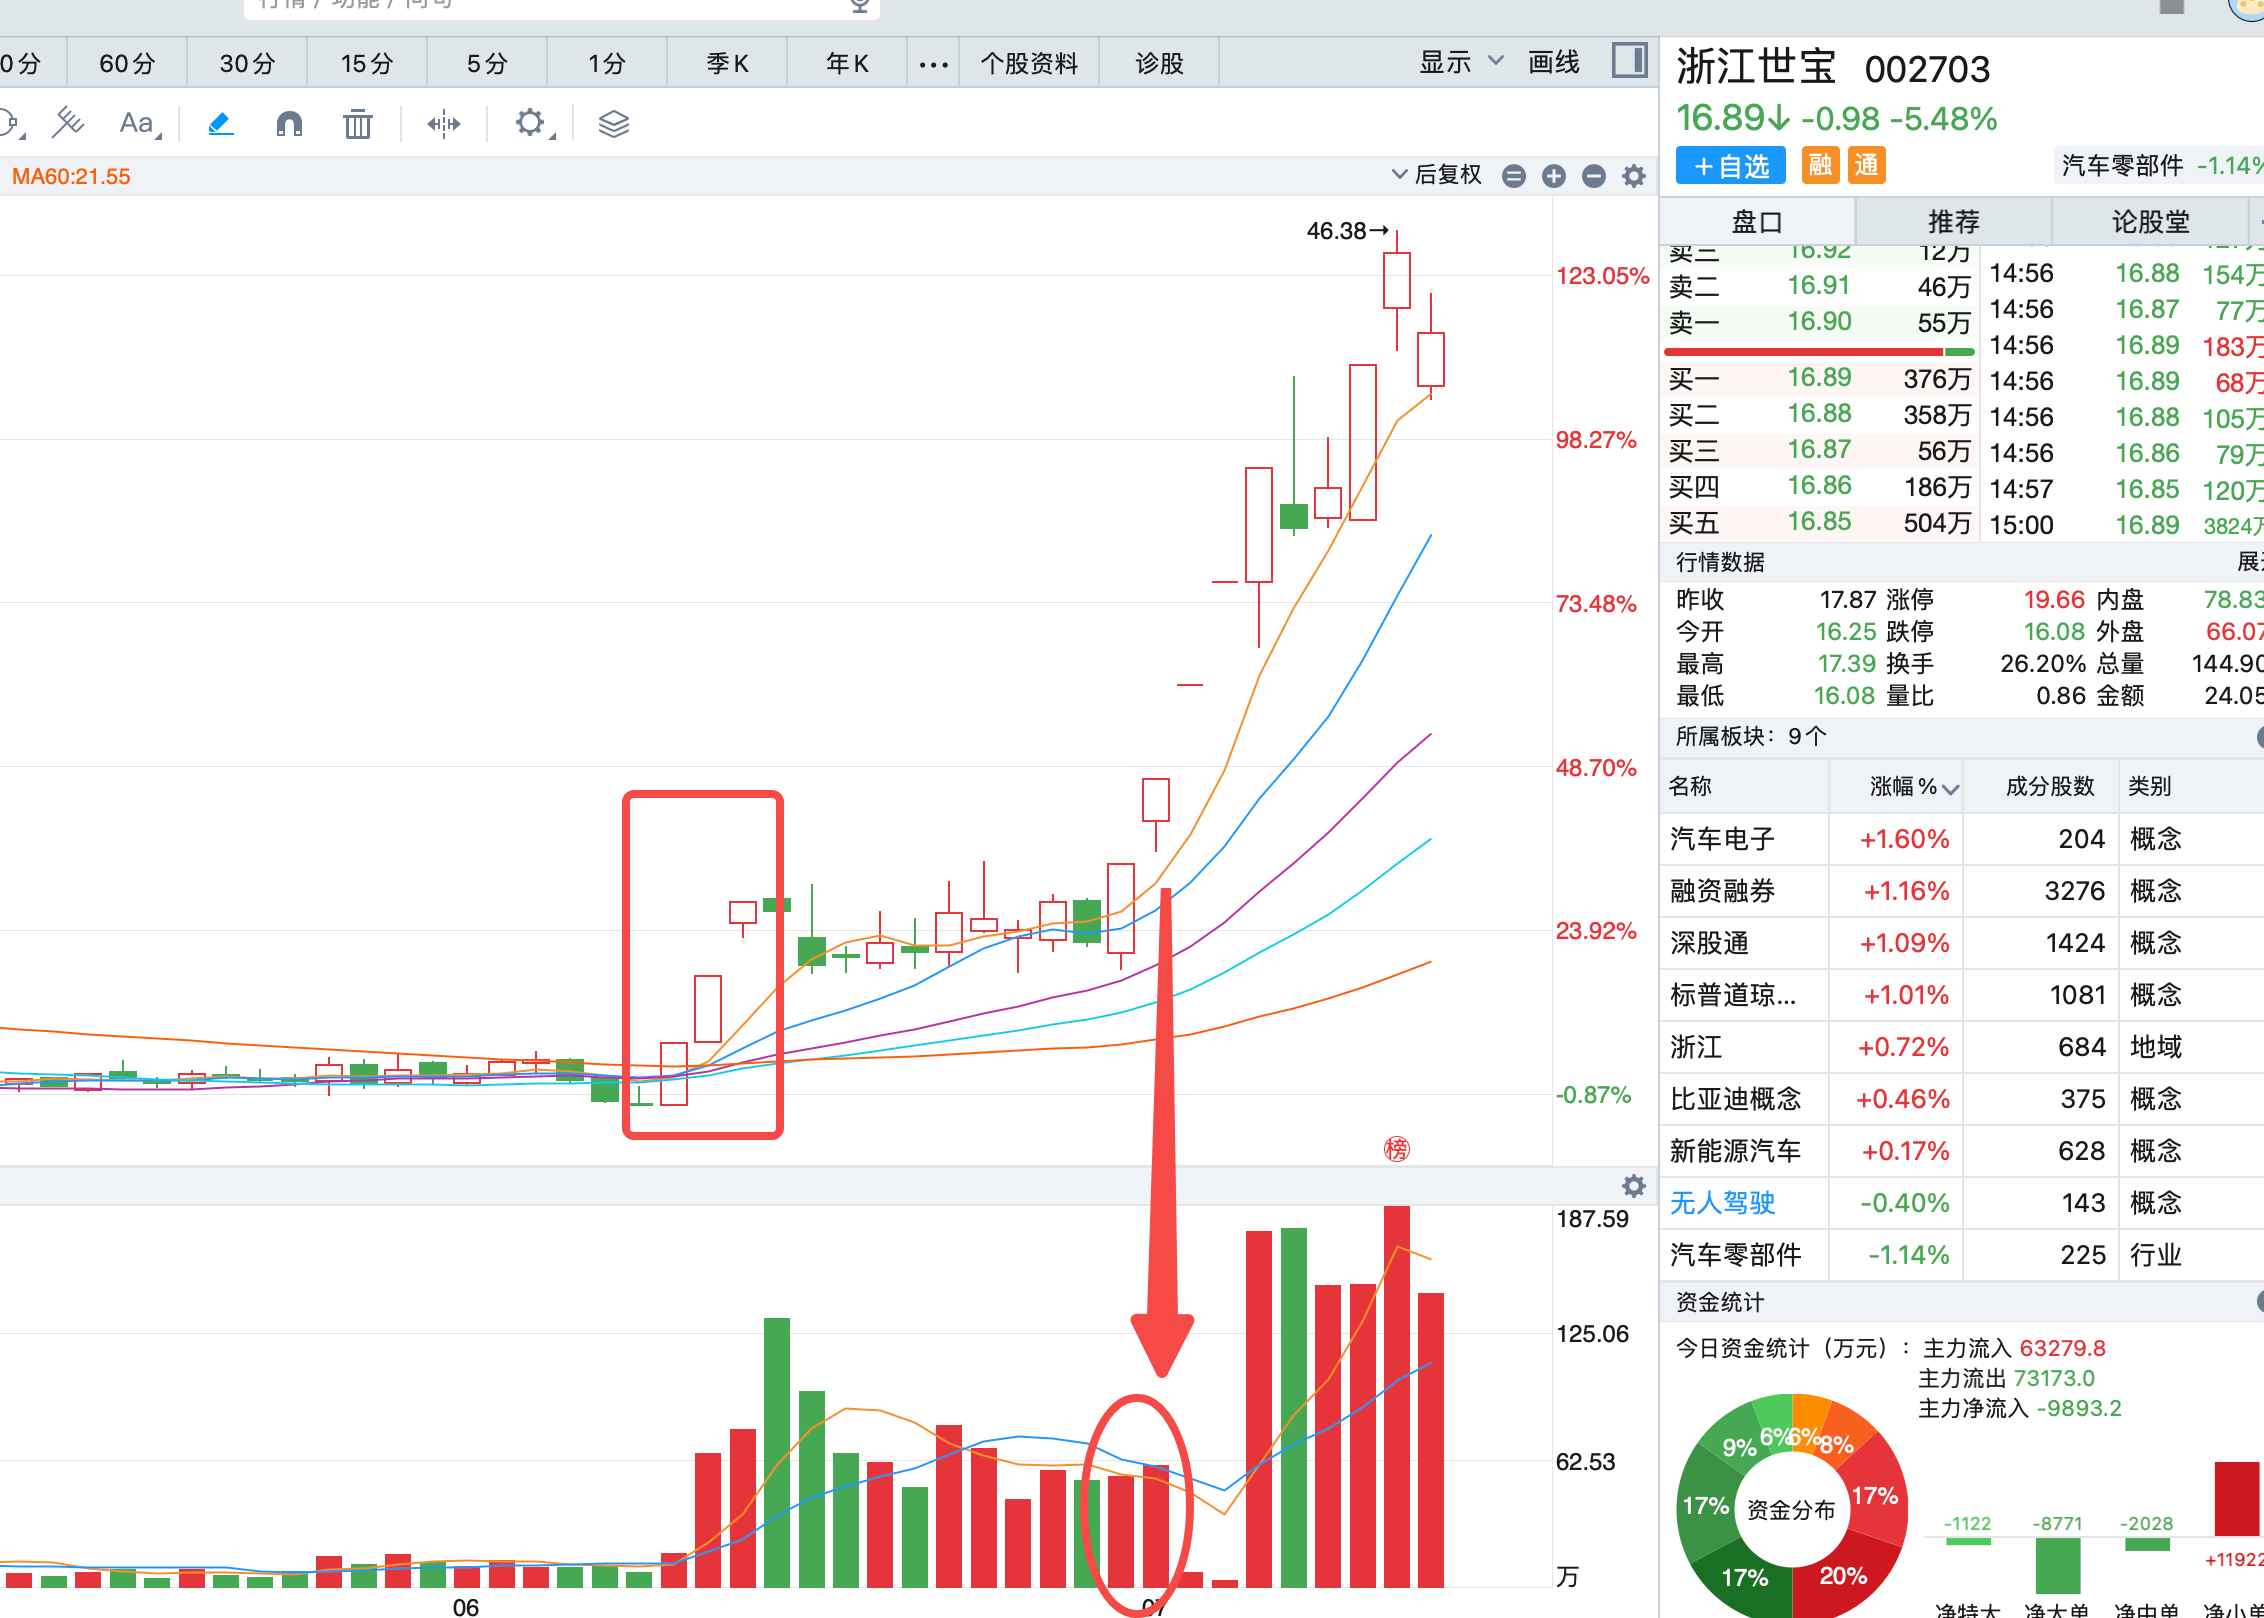 0分 60分 30分 15分 5分 1分 季K 年K ••• 个股资料 诊股 显示 画线
Aa
MA60:21.55 后复权
46.38→
123.05%
98.27%
73.48%
48.70%
23.92%
-0.87%
榜
187.59
125.06
62.53
万
06 07
浙江世宝 002703
16.89↓ -0.98 -5.48%
+自选 融 通 汽车零部件 -1.14%
盘口 推荐 论股堂
卖三 16.92 12万
卖二 16.91 46万
卖一 16.90 55万
买一 16.89 376万
买二 16.88 358万
买三 16.87 56万
买四 16.86 186万
买五 16.85 504万
14:56 16.88 154万
14:56 16.87 77万
14:56 16.89 183万
14:56 16.89 68万
14:56 16.88 105万
14:56 16.86 79万
14:57 16.85 120万
15:00 16.89 3824万
行情数据
昨收 17.87 涨停 19.66 内盘 78.83
今开 16.25 跌停 16.08 外盘 66.07
最高 17.39 换手 26.20% 总量 144.90
最低 16.08 量比 0.86 金额 24.05
所属板块：9个
名称 涨幅% 成分股数 类别
汽车电子 +1.60% 204 概念
融资融券 +1.16% 3276 概念
深股通 +1.09% 1424 概念
标普道琼... +1.01% 1081 概念
浙江 +0.72% 684 地域
比亚迪概念 +0.46% 375 概念
新能源汽车 +0.17% 628 概念
无人驾驶 -0.40% 143 概念
汽车零部件 -1.14% 225 行业
资金统计
今日资金统计（万元）：主力流入 63279.8
主力流出 73173.0
主力净流入 -9893.2
资金分布
6% 6% 8% 17% 20% 17% 17% 9%
-1122 -8771 -2028 +11922
净特大 净大单 净中单 净小单